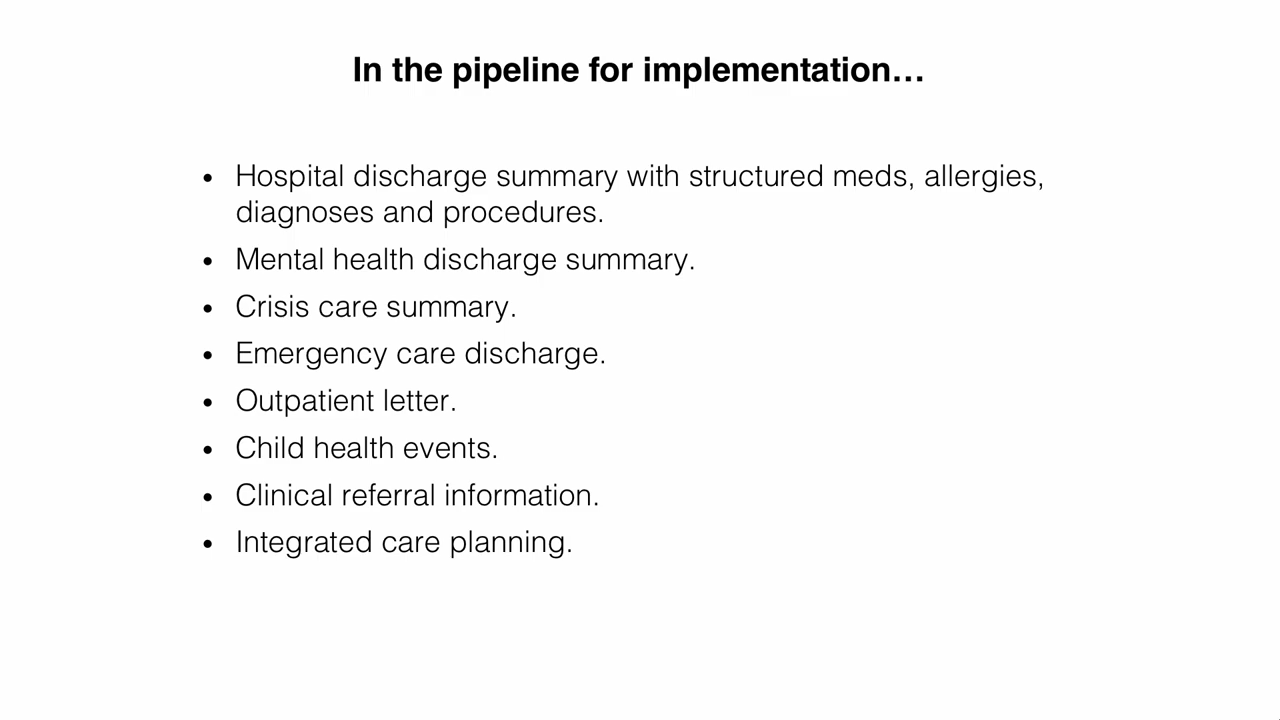 In the pipeline for implementation…
• Hospital discharge summary with structured meds, allergies,
diagnoses and procedures.
• Mental health discharge summary.
• Crisis care summary.
• Emergency care discharge.
• Outpatient letter.
• Child health events.
• Clinical referral information.
• Integrated care planning.